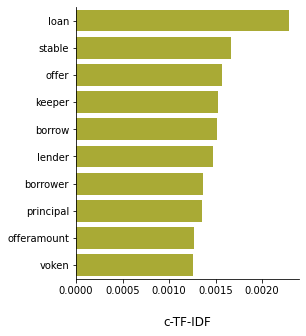 loan
stable
offer
keeper
borrow
lender
borrower
principal
offeramount
voken
0.0000 0.0005 0.0010 0.0015 0.0020
c-TF-IDF